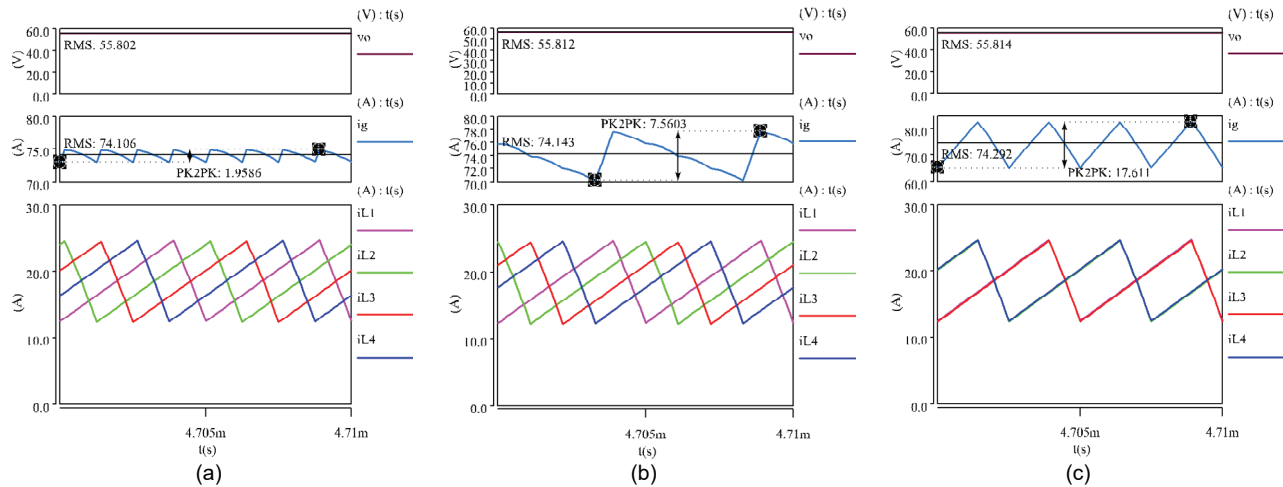 (V) : t(s)
vo
60.0
40.0
20.0
0.0
(V)
RMS: 55.802
(A) : t(s)
ig
80.0
75.0
70.0
(A)
RMS: 74.106
PK2PK: 1.9586
(A) : t(s)
iL1
iL2
iL3
iL4
30.0
20.0
10.0
0.0
(A)
4.705m
4.71m
t(s)
(a)
(V) : t(s)
vo
60.0
50.0
40.0
30.0
20.0
10.0
0.0
(V)
RMS: 55.812
(A) : t(s)
ig
78.0
76.0
74.0
72.0
70.0
(A)
PK2PK: 7.5603
RMS: 74.143
(A) : t(s)
iL1
iL2
iL3
iL4
30.0
20.0
10.0
0.0
(A)
4.705m
4.71m
t(s)
(b)
(V) : t(s)
vo
60.0
40.0
20.0
0.0
(V)
RMS: 55.814
(A) : t(s)
ig
80.0
70.0
60.0
(A)
RMS: 74.292
PK2PK: 17.611
(A) : t(s)
iL1
iL2
iL3
iL4
30.0
20.0
10.0
0.0
(A)
4.705m
4.71m
t(s)
(c)